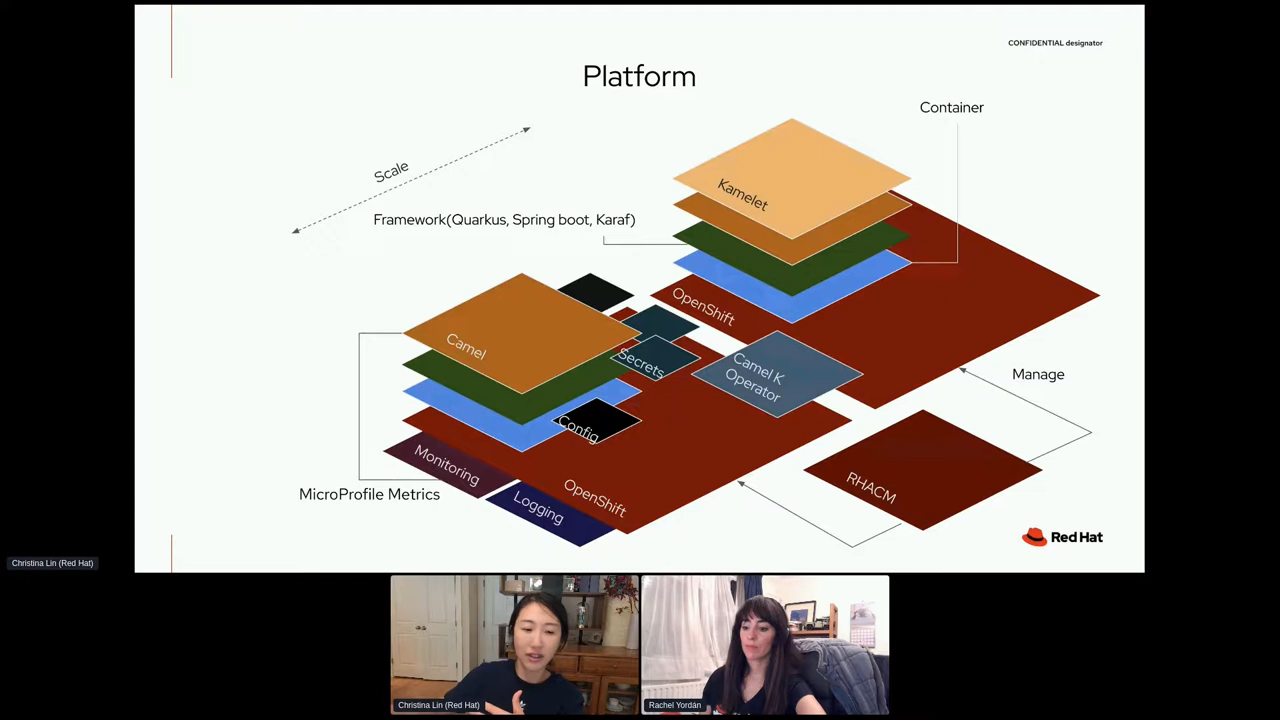 CONFIDENTIAL designator
Platform
Container
Scale
Kamelet
Framework(Quarkus, Spring boot, Karaf)
OpenShift
Camel
Secrets
Camel K
Operator
Manage
Config
Monitoring
RHACM
MicroProfile Metrics
Logging
OpenShift
Red Hat
Christina Lin (Red Hat)
Christina Lin (Red Hat)
Rachel Yordán